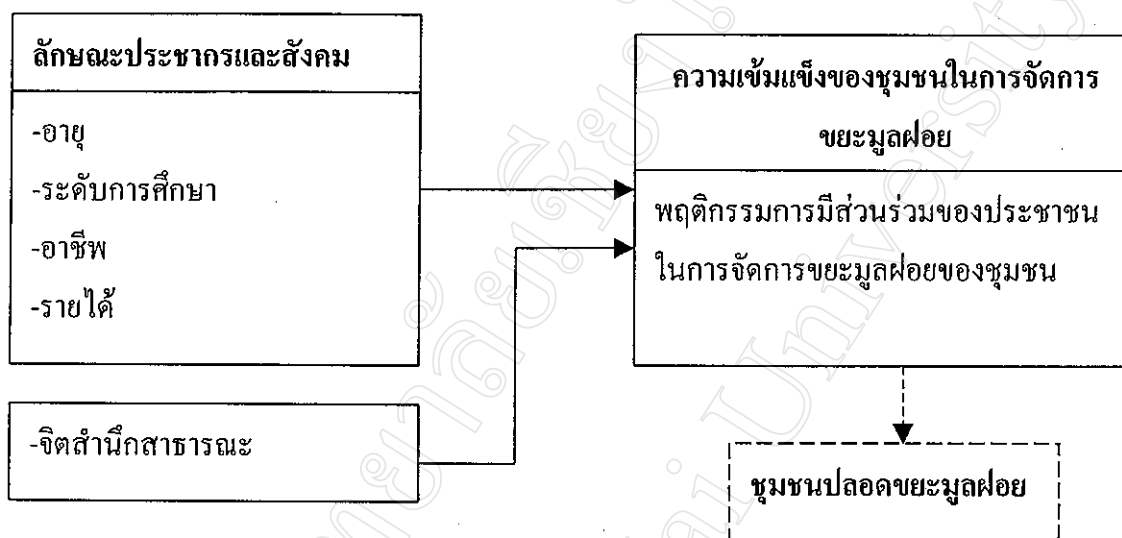 ลักษณะประชากรและสังคม
-อายุ
-ระดับการศึกษา
-อาชีพ
-รายได้
-จิตสำนึกสาธารณะ
ความเข้มแข็งของชุมชนในการจัดการ
ขยะมูลฝอย
พฤติกรรมการมีส่วนร่วมของประชาชน
ในการจัดการขยะมูลฝอยของชุมชน
ชุมชนปลอดขยะมูลฝอย